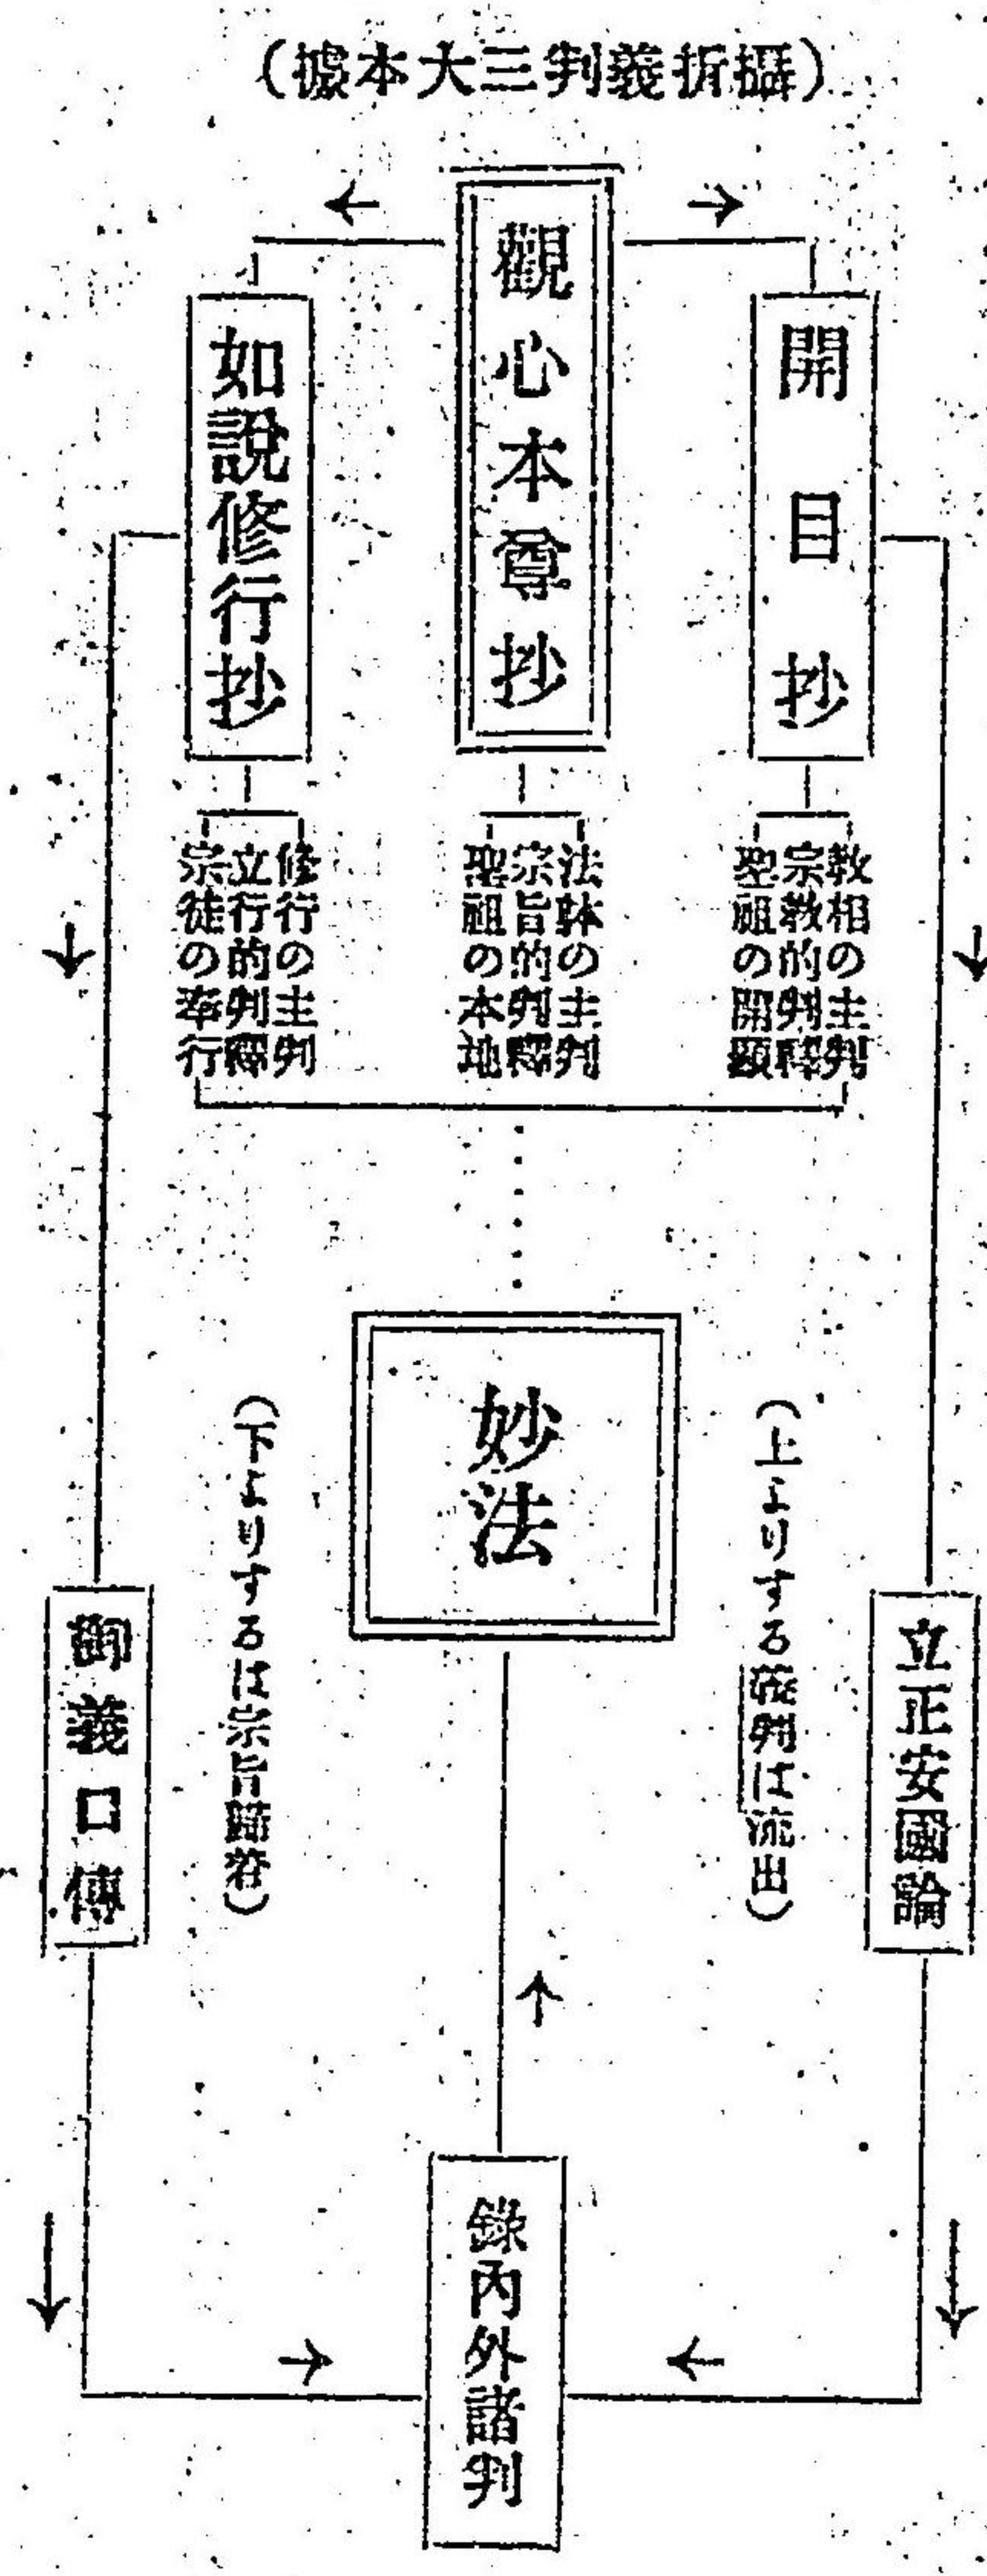 （攝折義判三大本據）
開目抄
教相の主判
宗教的判釋
聖祖の開顯
觀心本尊抄
法躰の主判
宗旨的判釋
聖祖の本地
如說修行抄
修行の主判
立行的判釋
宗徒の奉行
妙法
（上よりする義判は流出）
（下よりするは宗旨歸着）
立正安國論
御義口傳
錄內外諸判